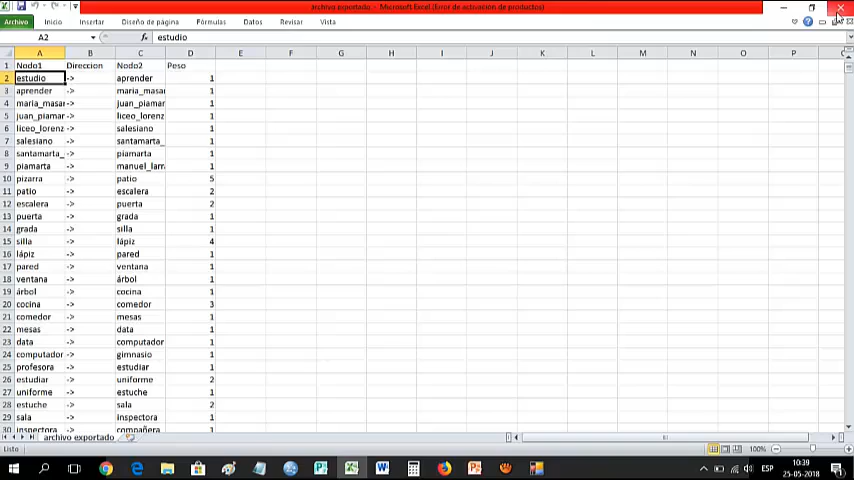 archivo exportado - Microsoft Excel (Error de activación de productos)
Archivo Inicio Insertar Diseño de página Fórmulas Datos Revisar Vista
A2 fx estudio
A B C D E F G H I J K L M N O P
1 Nodo1 Direccion Nodo2 Peso
2 estudio -> aprender 1
3 aprender -> maria_masar 1
4 maria_masar -> juan_piamar 1
5 juan_piamar -> liceo_lorenz 1
6 liceo_lorenz -> salesiano 1
7 salesiano -> santamarta_ 1
8 santamarta_ -> piamarta 1
9 piamarta -> manuel_larr 1
10 pizarra -> patio 5
11 patio -> escalera 2
12 escalera -> puerta 2
13 puerta -> grada 1
14 grada -> silla 1
15 silla -> lápiz 4
16 lápiz -> pared 1
17 pared -> ventana 1
18 ventana -> árbol 1
19 árbol -> cocina 1
20 cocina -> comedor 3
21 comedor -> mesas 1
22 mesas -> data 1
23 data -> computador 1
24 computador -> gimnasio 1
25 profesora -> estudiar 1
26 estudiar -> uniforme 2
27 uniforme -> estuche 1
28 estuche -> sala 2
29 sala -> inspectora 1
30 inspectora -> compañera 1
archivo exportado
Listo 100%
ESP 10:39
25-05-2018